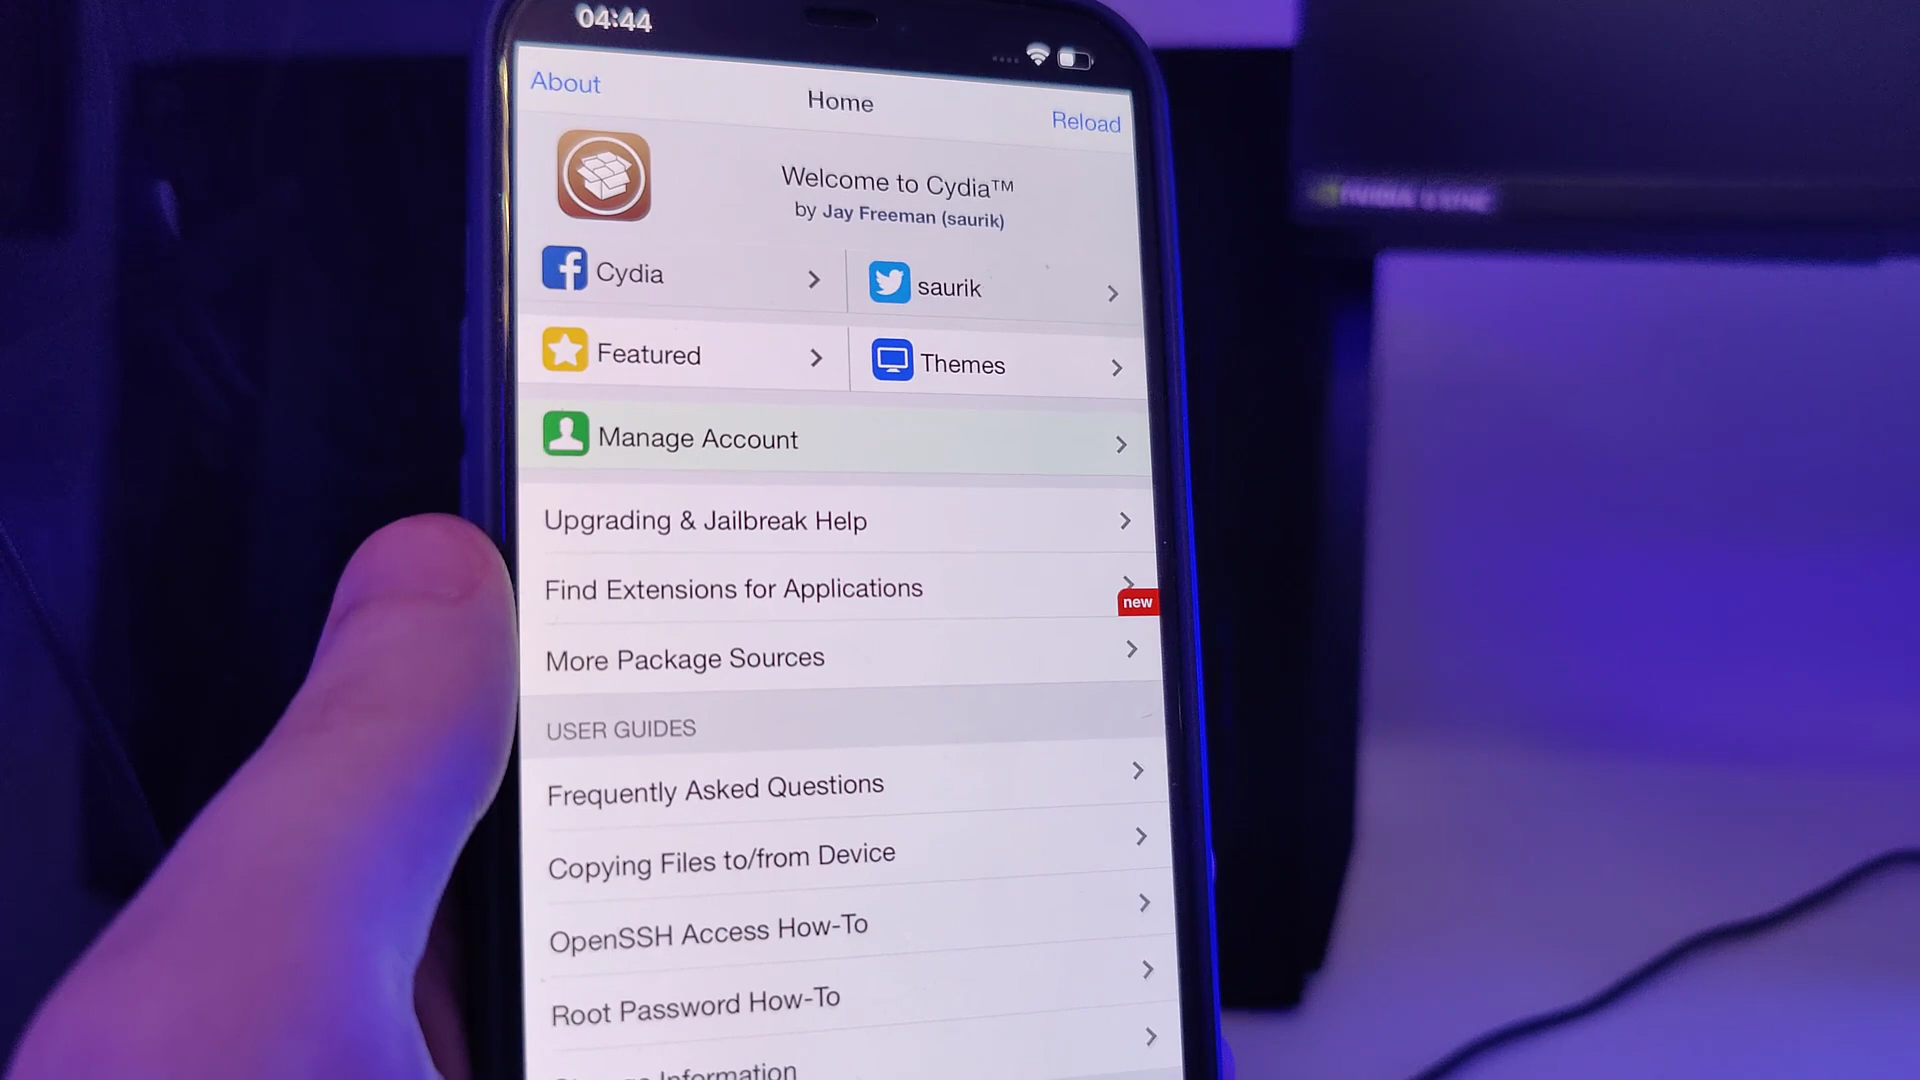 04:44
About
Home
Reload
Welcome to Cydia™
by Jay Freeman (saurik)
Cydia
saurik
Featured
Themes
Manage Account
Upgrading & Jailbreak Help
Find Extensions for Applications
new
More Package Sources
USER GUIDES
Frequently Asked Questions
Copying Files to/from Device
OpenSSH Access How-To
Root Password How-To
Information